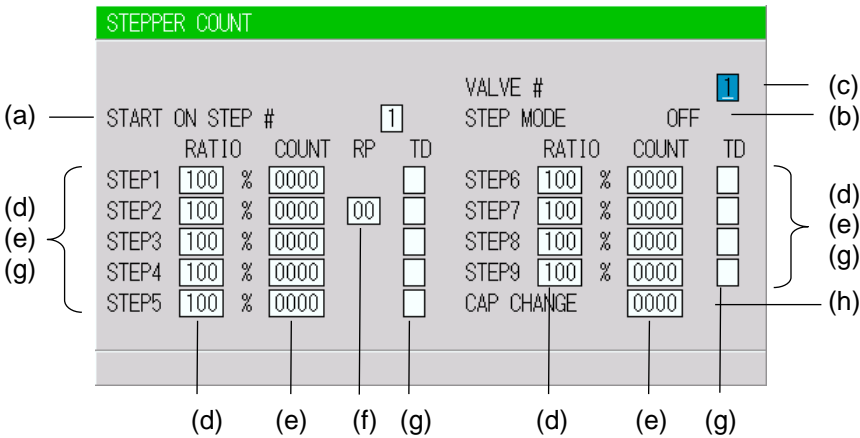 STEPPER COUNT
VALVE # 1 (c)
(a) START ON STEP # 1 STEP MODE OFF (b)
RATIO COUNT RP TD RATIO COUNT TD
STEP1 100 % 0000 STEP6 100 % 0000
(d) STEP2 100 % 0000 00 STEP7 100 % 0000 (d)
(e) STEP3 100 % 0000 STEP8 100 % 0000 (e)
(g) STEP4 100 % 0000 STEP9 100 % 0000 (g)
STEP5 100 % 0000 CAP CHANGE 0000 (h)
(d) (e) (f) (g) (d) (e) (g)